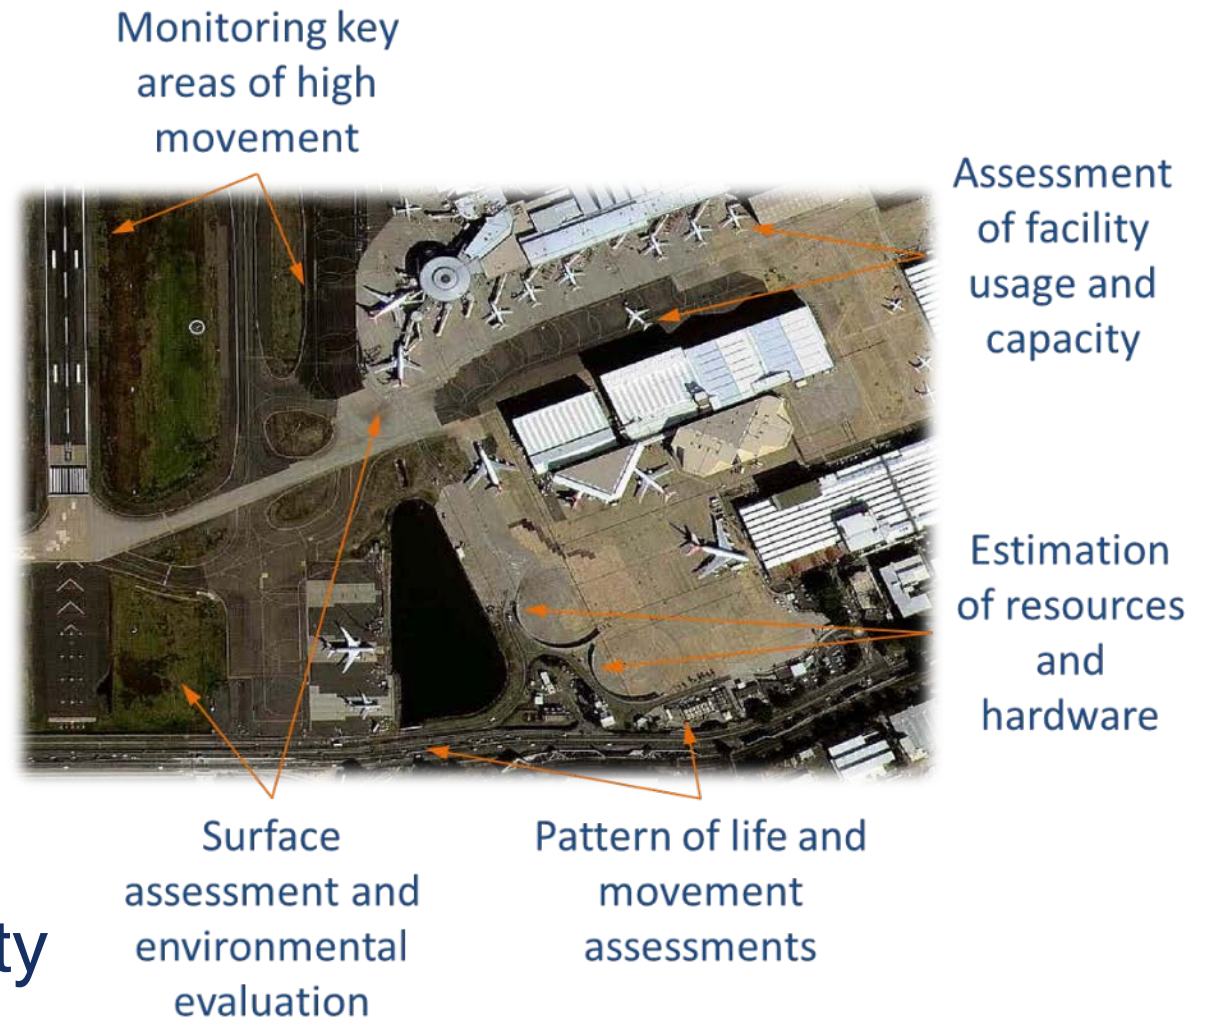 Monitoring key
areas of high
movement
Assessment
of facility
usage and
capacity
Estimation
of resources
and
hardware
Surface
assessment and
environmental
evaluation
Pattern of life and
movement
assessments
ty